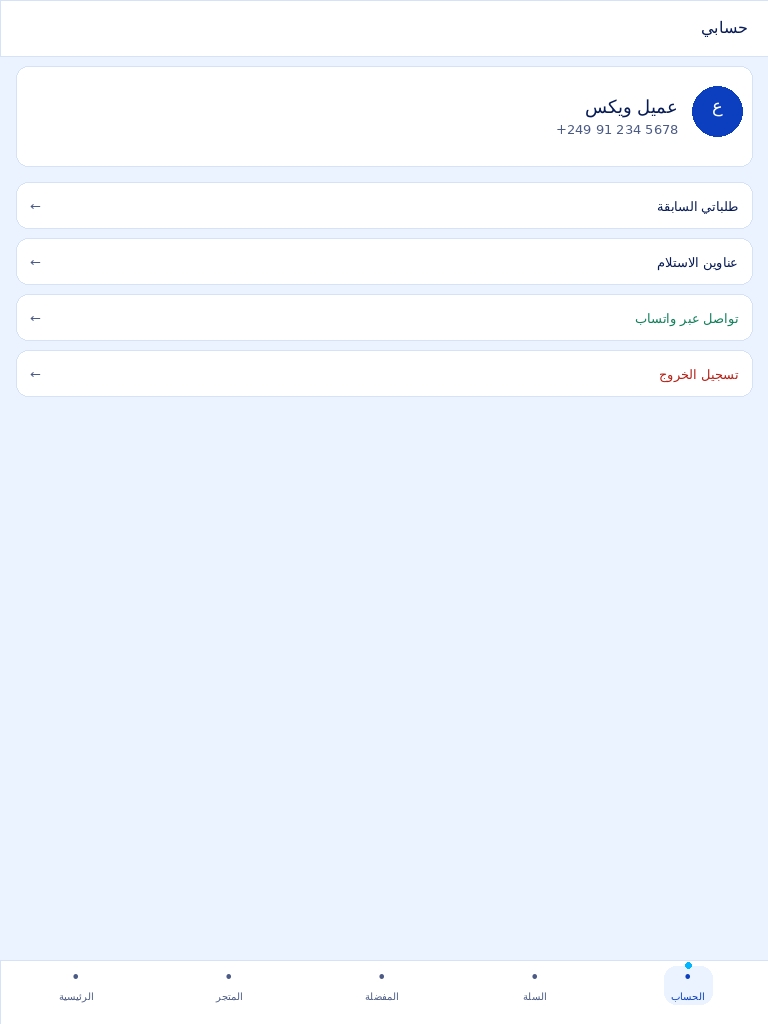 حسابي
ع
عميل ويكس
+249 91 234 5678
طلباتي السابقة ←
عناوين الاستلام ←
تواصل عبر واتساب ←
تسجيل الخروج ←
الحساب
السلة
المفضلة
المتجر
الرئيسية